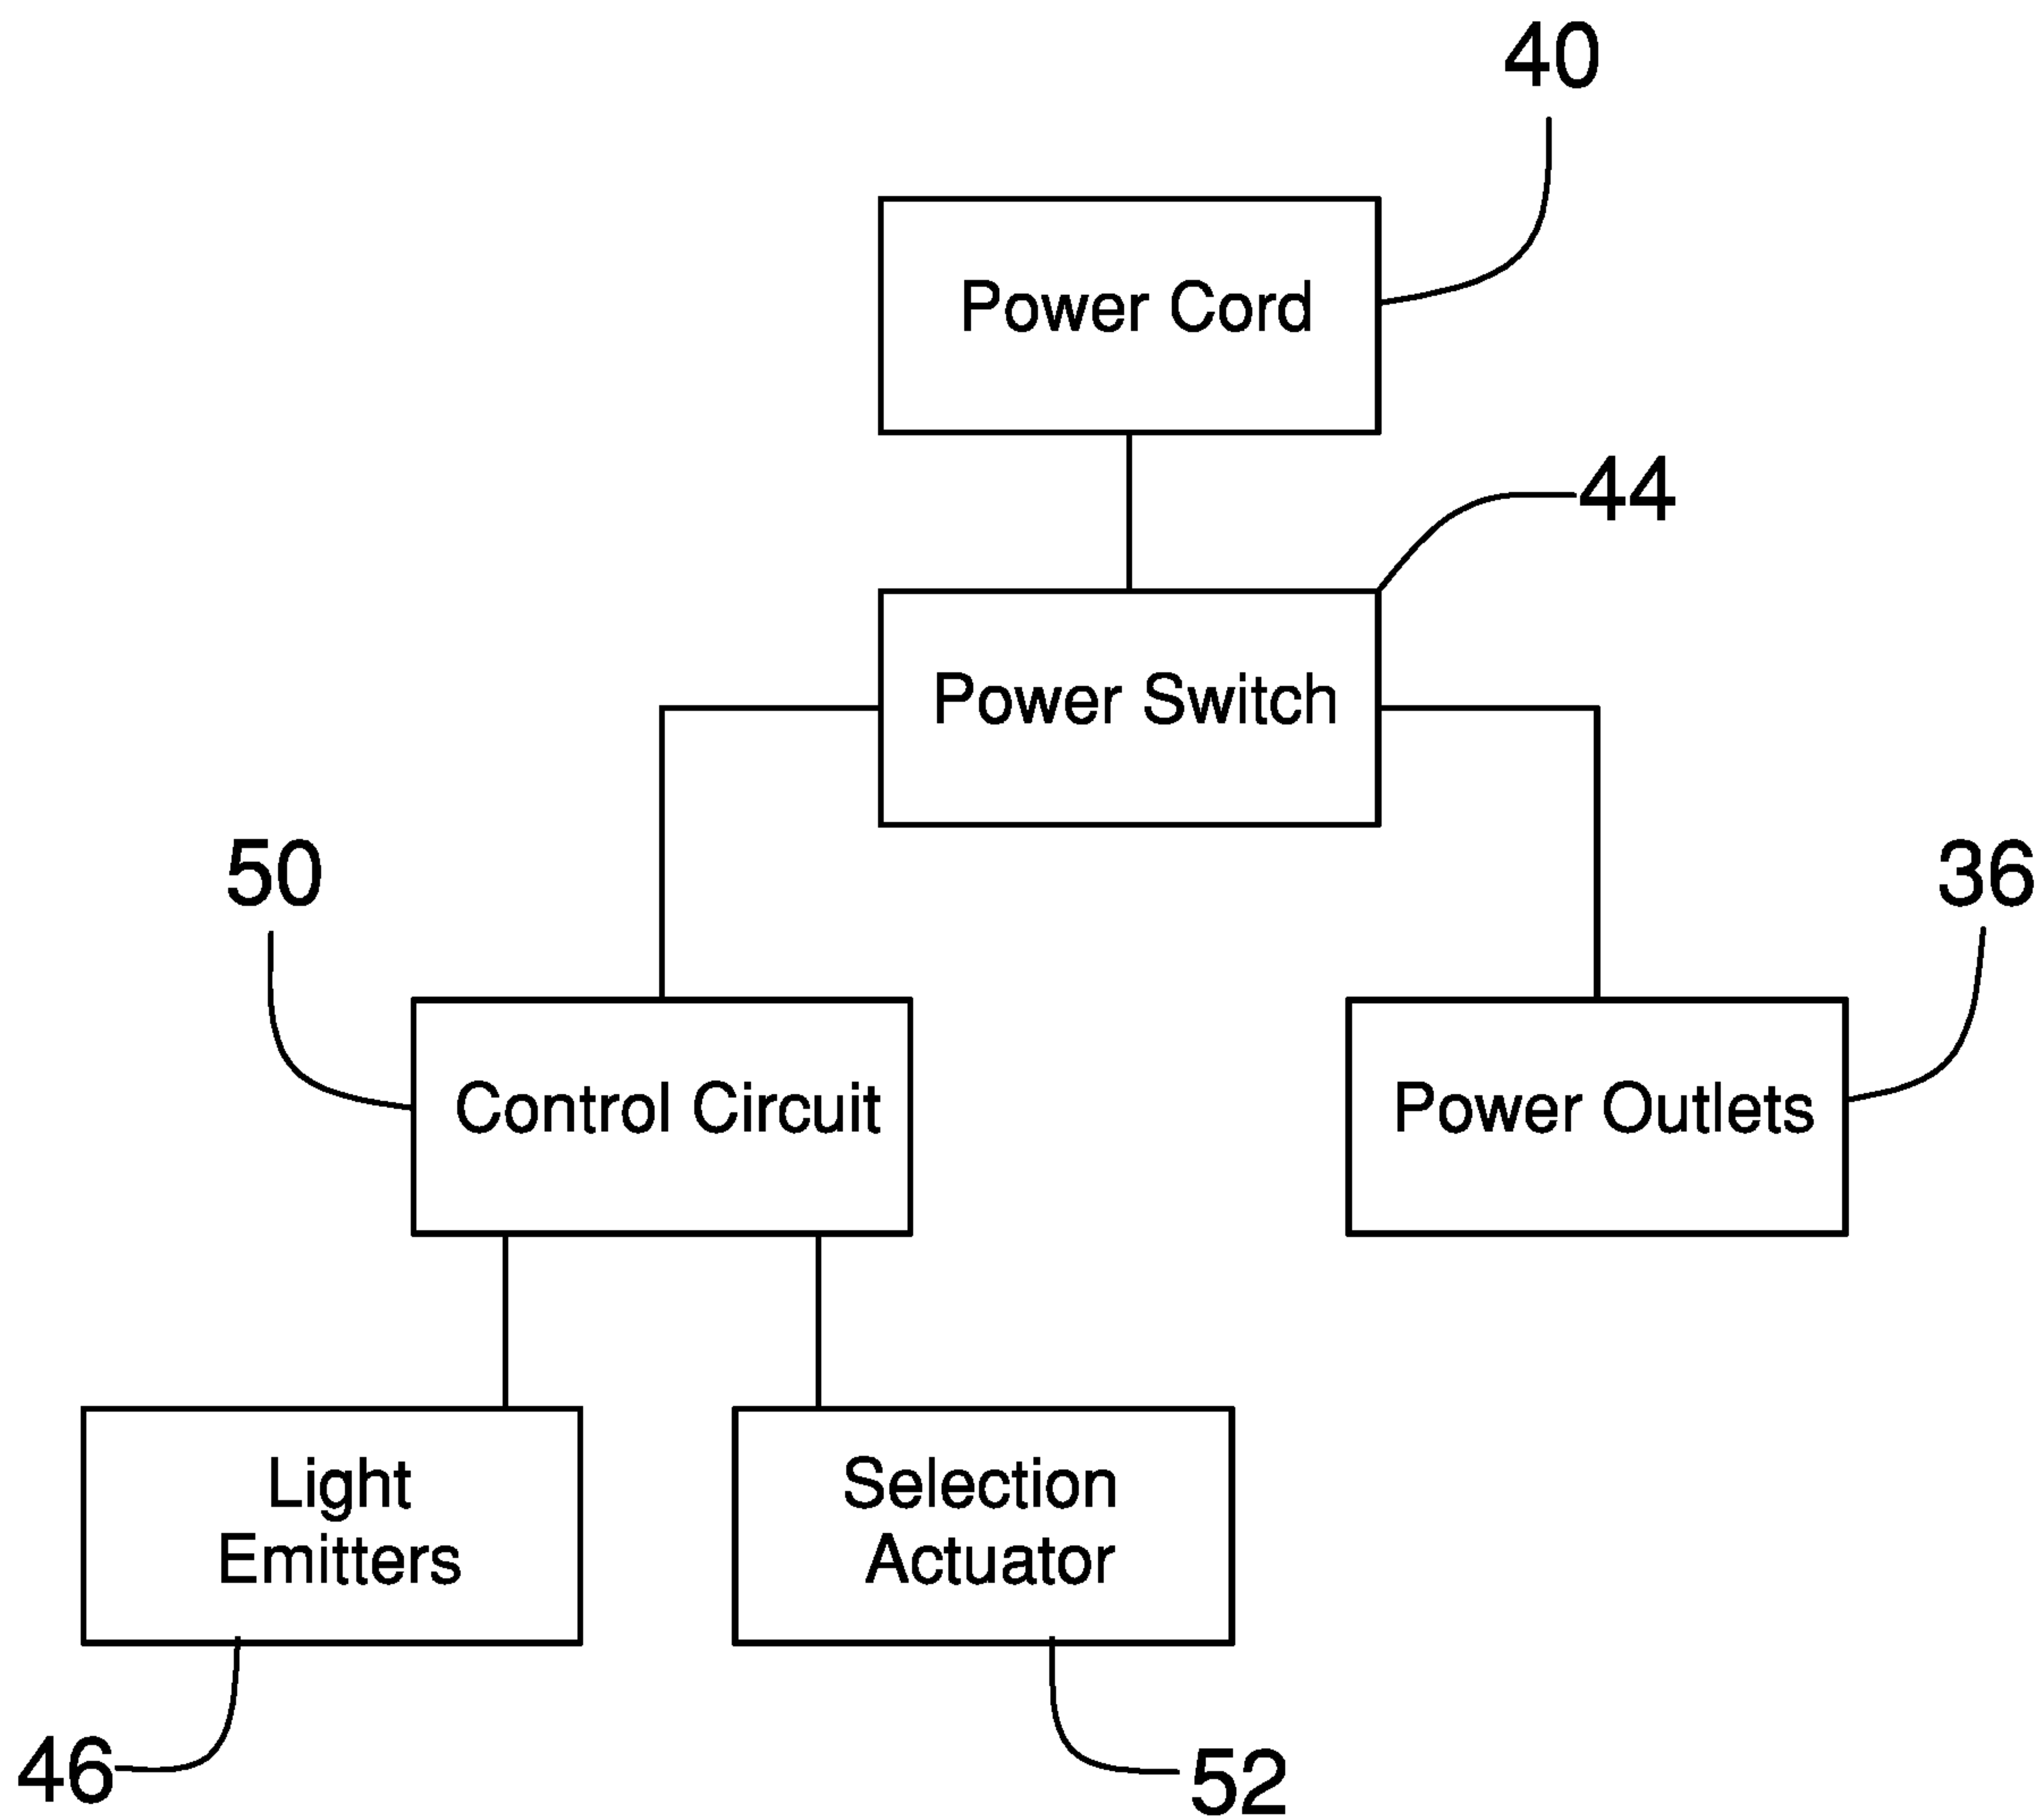 40
Power Cord
44
Power Switch
50
36
Control Circuit
Power Outlets
Light
Emitters
Selection
Actuator
46
52